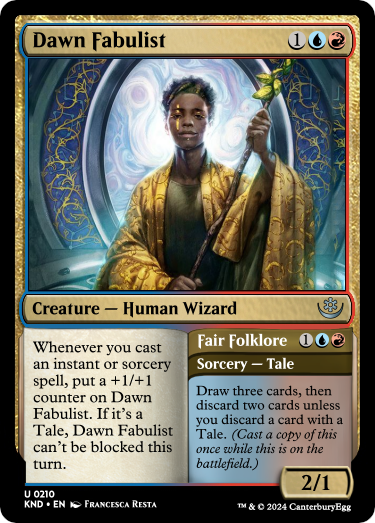 Dawn Fabulist 1
Creature — Human Wizard
Whenever you cast
an instant or sorcery
spell, put a +1/+1
counter on Dawn
Fabulist. If it's a
Tale, Dawn Fabulist
can't be blocked this
turn.
Fair Folklore 1
Sorcery — Tale
Draw three cards, then
discard two cards unless
you discard a card with a
Tale. (Cast a copy of this
once while this is on the
battlefield.)
2/1
U 0210
KND • EN Francesca Resta
™ & © 2024 CanterburyEgg